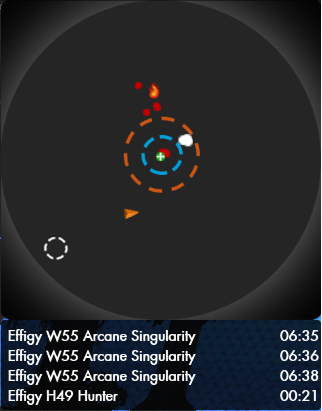 Effigy W55 Arcane Singularity 06:35
Effigy W55 Arcane Singularity 06:36
Effigy W55 Arcane Singularity 06:38
Effigy H49 Hunter 00:21